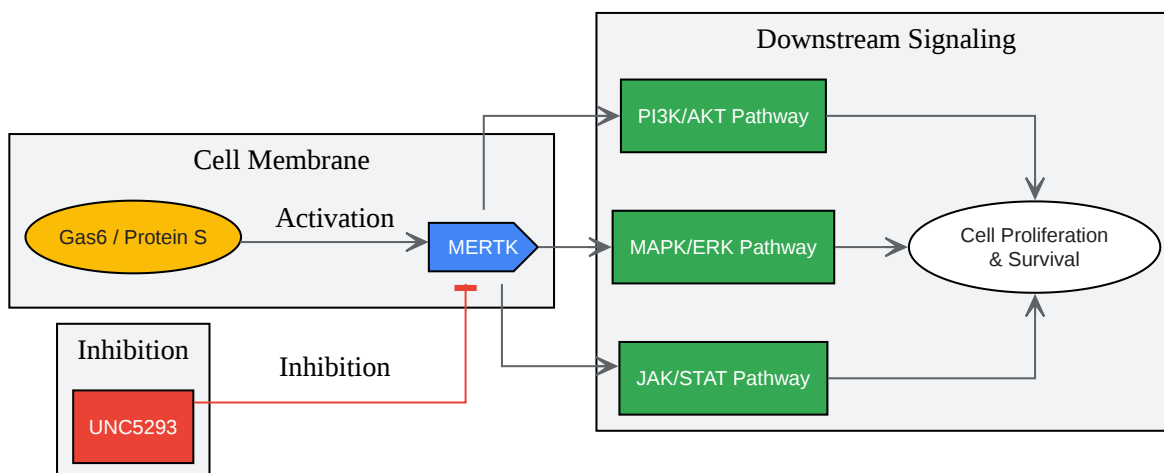 Downstream Signaling
PI3K/AKT Pathway
Cell Membrane
Activation
Gas6 / Protein S
MERTK
MAPK/ERK Pathway
Cell Proliferation
& Survival
Inhibition
Inhibition
JAK/STAT Pathway
UNC5293